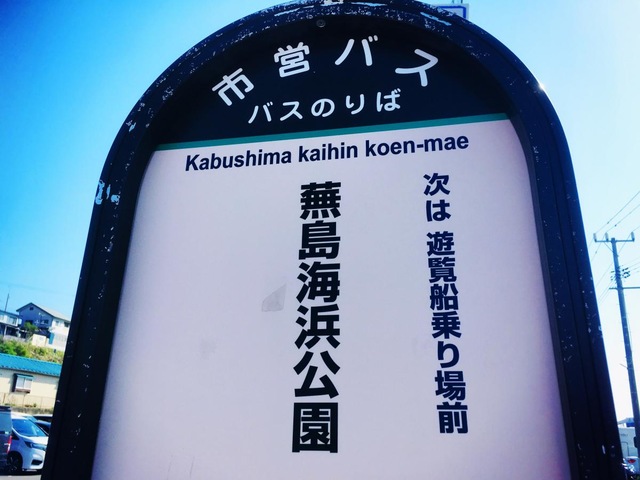 市営バス
バスのりば
Kabushima kaihin koen-mae
次は 遊覧船乗り場前
蕪島海浜公園